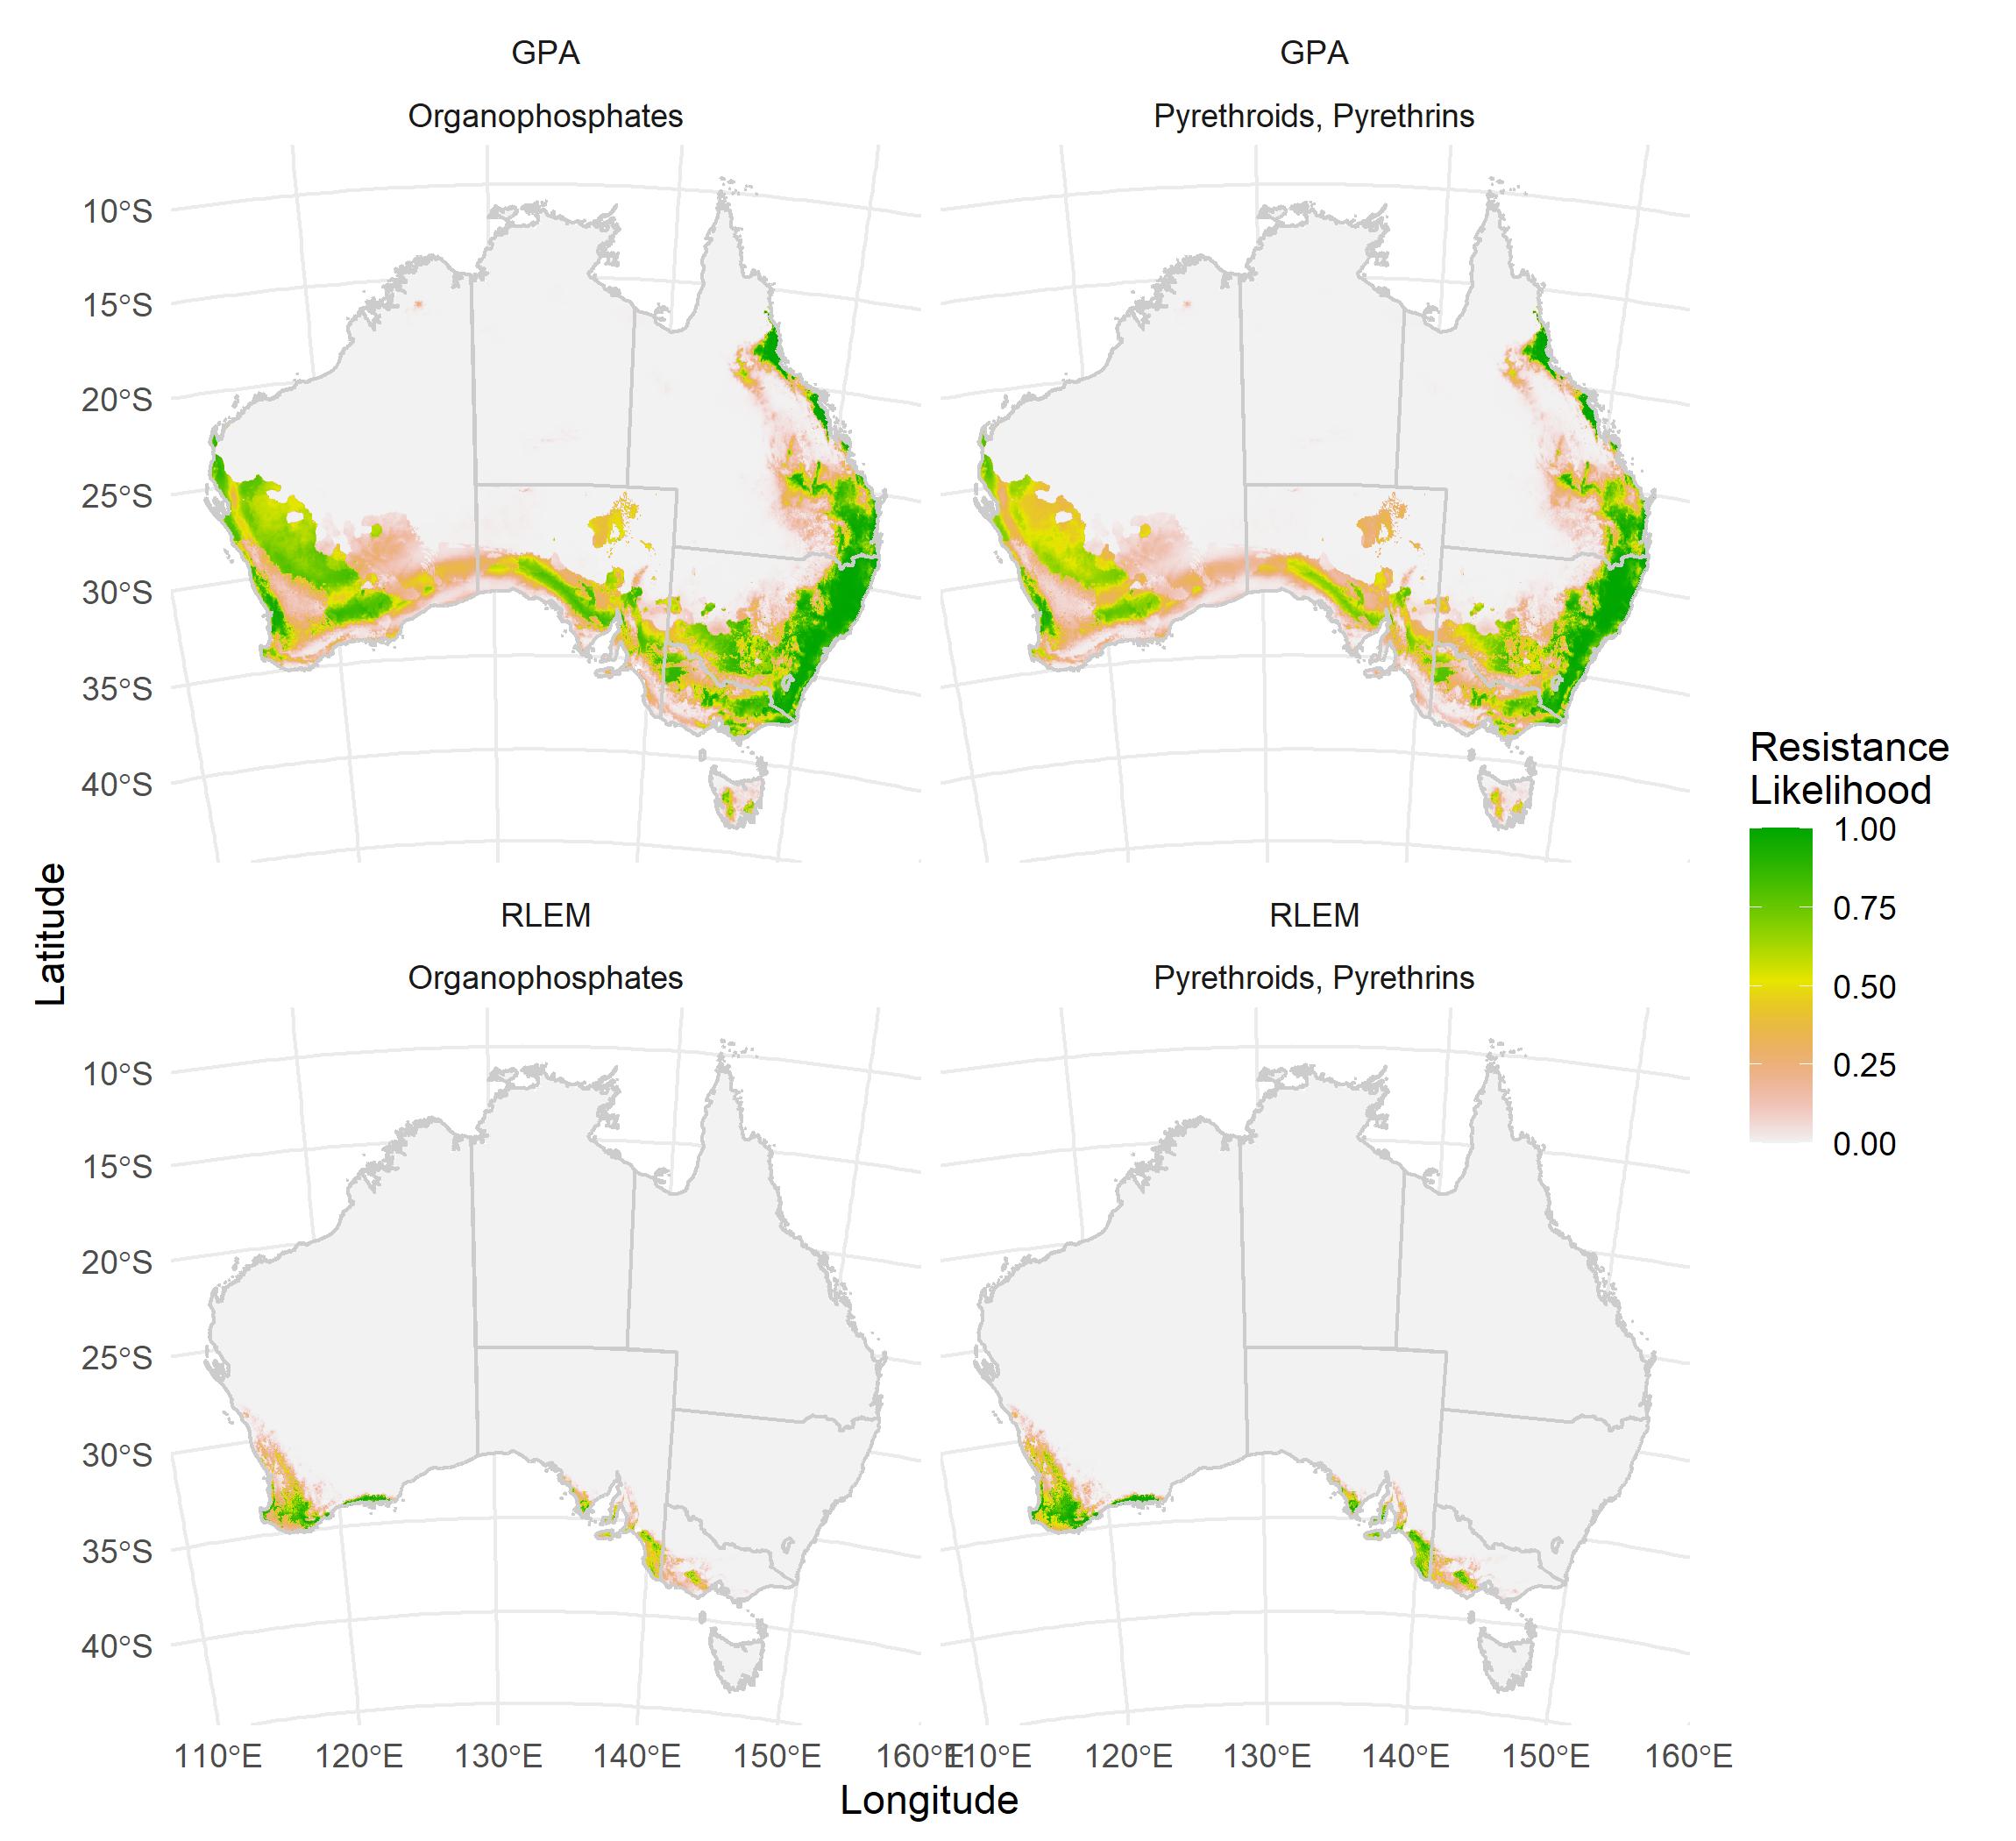 GPA
GPA
Organophosphates
Pyrethroids, Pyrethrins
10°S
15°S
20°S
25°S
30°S
35°S
40°S
Resistance
Likelihood
1.00
0.75
0.50
0.25
0.00
Latitude
RLEM
RLEM
Organophosphates
Pyrethroids, Pyrethrins
10°S
15°S
20°S
25°S
30°S
35°S
40°S
110°E 120°E 130°E 140°E 150°E 160°E
110°E 120°E 130°E 140°E 150°E 160°E
Longitude